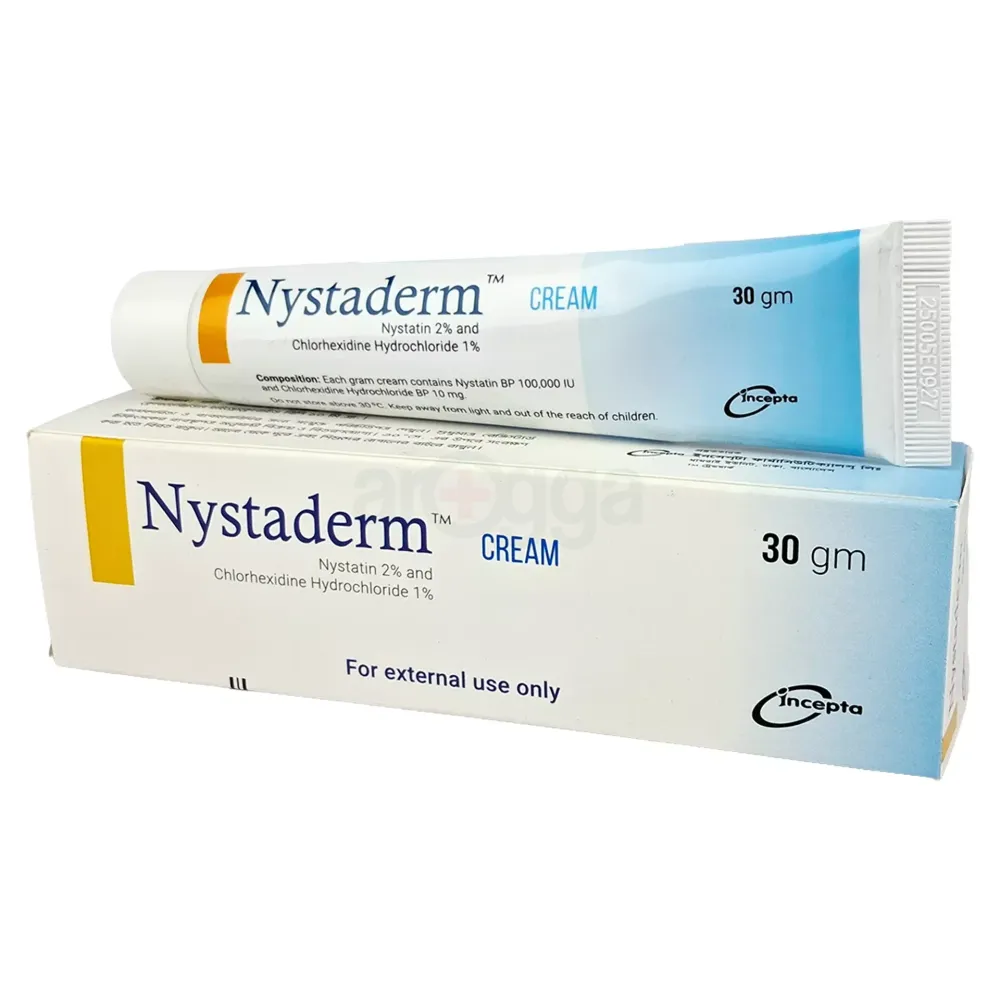 Nystaderm™ CREAM 30 gm
Nystatin 2% and
Chlorhexidine Hydrochloride 1%
Composition: Each gram cream contains Nystatin BP 100,000 IU
and Chlorhexidine Hydrochloride BP 10 mg.
Do not store above 30°C. Keep away from light and out of the reach of children.
incepta
25005E0927
arogga
Nystaderm™ CREAM 30 gm
Nystatin 2% and
Chlorhexidine Hydrochloride 1%
For external use only
incepta